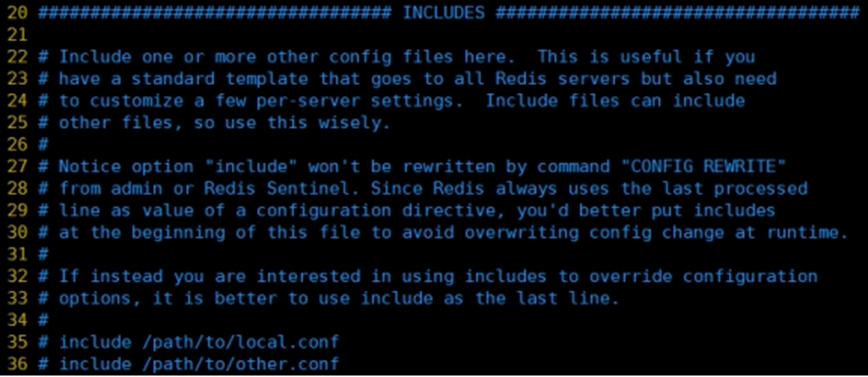 20 ################################## INCLUDES ###################################
21
22 # Include one or more other config files here.  This is useful if you
23 # have a standard template that goes to all Redis servers but also need
24 # to customize a few per-server settings.  Include files can include
25 # other files, so use this wisely.
26 #
27 # Notice option "include" won't be rewritten by command "CONFIG REWRITE"
28 # from admin or Redis Sentinel. Since Redis always uses the last processed
29 # line as value of a configuration directive, you'd better put includes
30 # at the beginning of this file to avoid overwriting config change at runtime.
31 #
32 # If instead you are interested in using includes to override configuration
33 # options, it is better to use include as the last line.
34 #
35 # include /path/to/local.conf
36 # include /path/to/other.conf